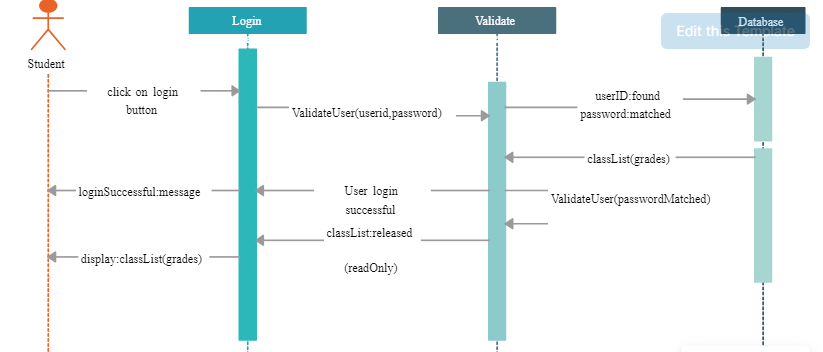 Login
Validate
Database
Edit this Template
Student
click on login
button
ValidateUser(userid,password)
userID:found
password:matched
classList(grades)
loginSuccessful:message
User login
successful
ValidateUser(passwordMatched)
classList:released
display:classList(grades)
(readOnly)